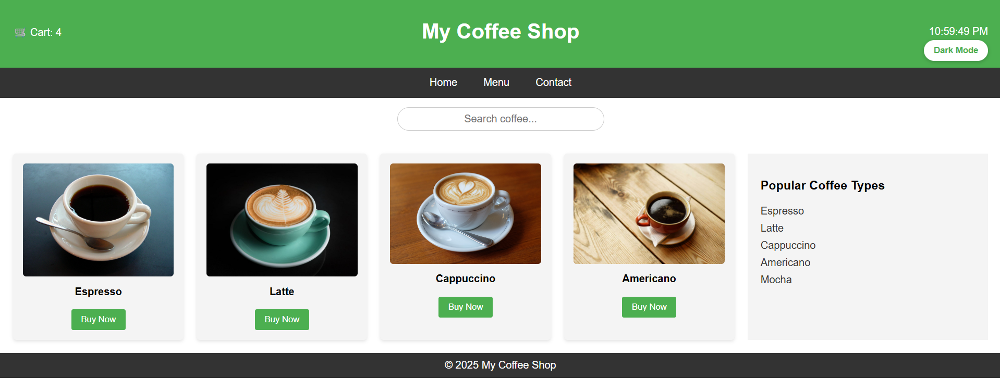 Cart: 4
My Coffee Shop
10:59:49 PM
Dark Mode
Home Menu Contact
Search coffee...
Espresso
Buy Now
Latte
Buy Now
Cappuccino
Buy Now
Americano
Buy Now
Popular Coffee Types
Espresso
Latte
Cappuccino
Americano
Mocha
© 2025 My Coffee Shop